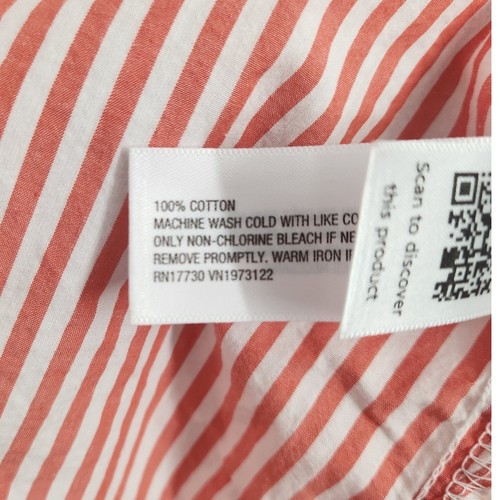 100% COTTON
MACHINE WASH COLD WITH LIKE CO
ONLY NON-CHLORINE BLEACH IF NE
REMOVE PROMPTLY. WARM IRON I
RN17730 VN1973122
Scan to discover
this product